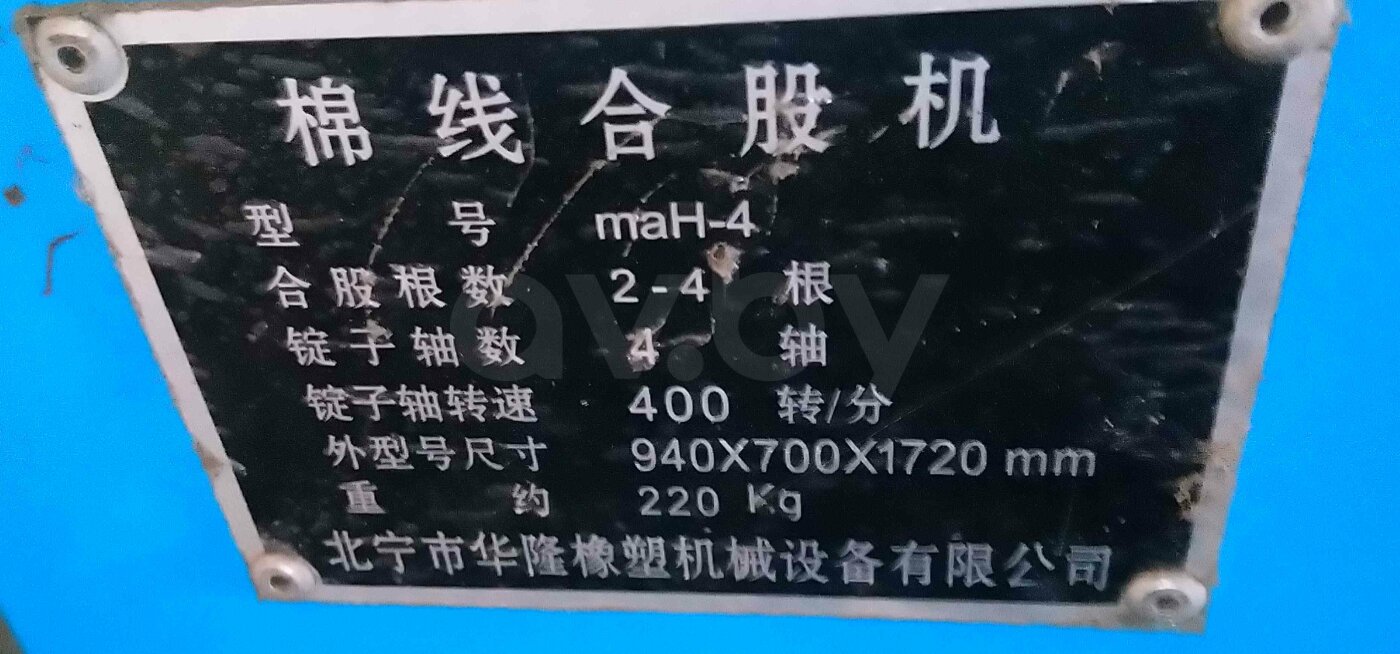 棉线合股机
型 号 maH-4
合股根数 2-4 根
锭子轴数 4 轴
锭子轴转速 400 转/分
外型号尺寸 940X700X1720 mm
重 约 220 Kg
北宁市华隆橡塑机械设备有限公司
av.by